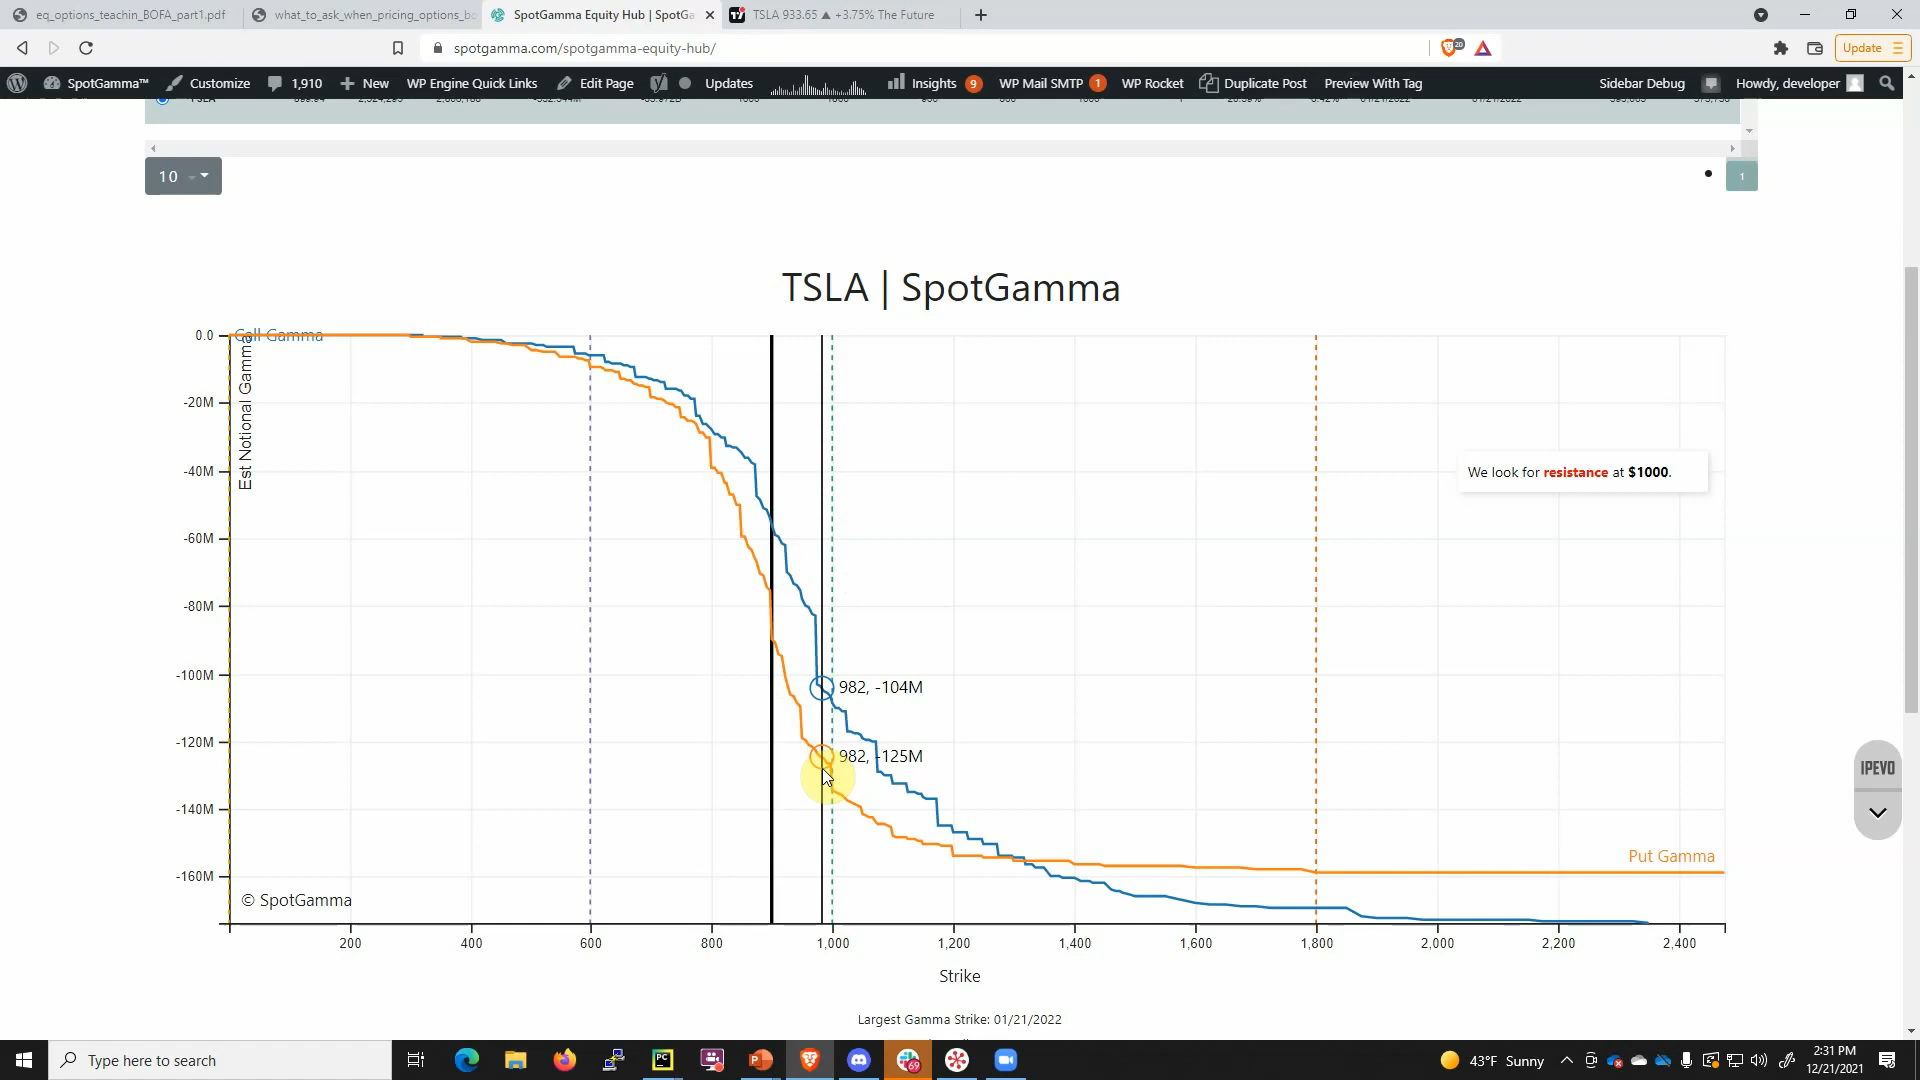 eq_options_teachin_BOFA_part1.pdf
what_to_ask_when_pricing_options_bo
SpotGamma Equity Hub | SpotGa
TSLA 933.65 ▲ +3.75% The Future
spotgamma.com/spotgamma-equity-hub/
20
Update
SpotGamma™ Customize 1,910 New WP Engine Quick Links Edit Page Updates Insights 9 WP Mail SMTP 1 WP Rocket Duplicate Post Preview With Tag Sidebar Debug Howdy, developer
10
1
TSLA | SpotGamma
Call Gamma
Est Notional Gamma
0.0
-20M
-40M
-60M
-80M
-100M
-120M
-140M
-160M
We look for resistance at $1000.
982, -104M
982, -125M
Put Gamma
© SpotGamma
200 400 600 800 1,000 1,200 1,400 1,600 1,800 2,000 2,200 2,400
Strike
Largest Gamma Strike: 01/21/2022
IPEVO
Type here to search
PC
69
43°F Sunny
2:31 PM
12/21/2021